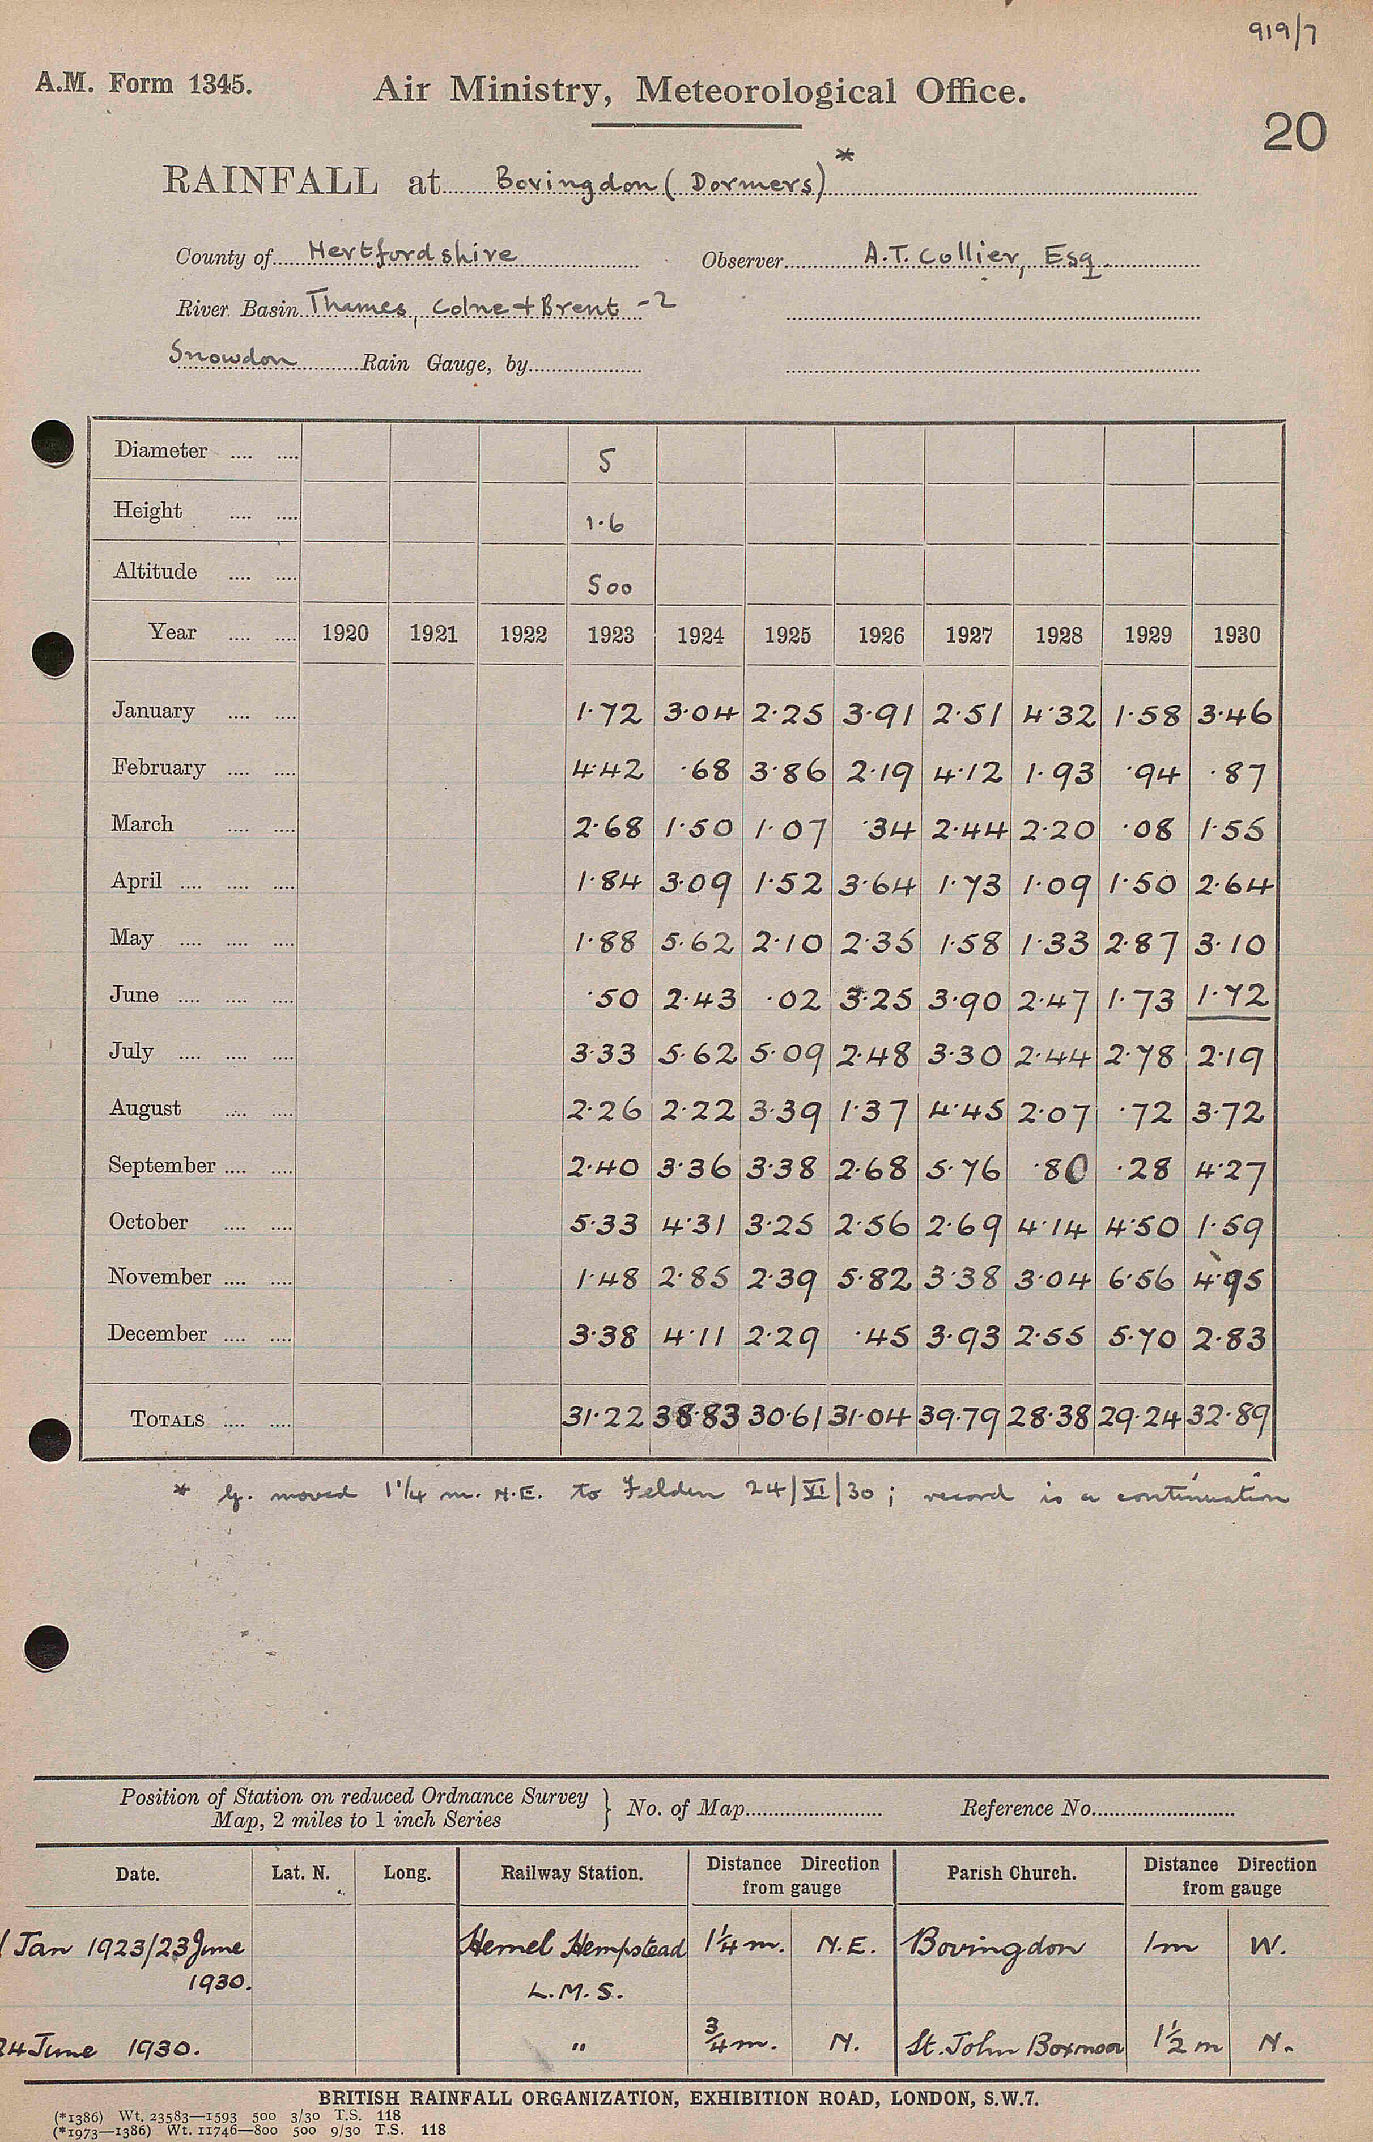 919/7
A.M. Form 1345. Air Ministry, Meteorological Office.
20
RAINFALL at Bovingdon (Dormers)*
County of Hertfordshire Observer A.T. Collier, Esq.
River Basin Thames, Colne + Brent - 2
Snowdon Rain Gauge, by
Diameter .... .... 5
Height .... .... 1·6
Altitude .... .... 500
Year .... .... 1920 1921 1922 1923 1924 1925 1926 1927 1928 1929 1930
January .... .... 1·72 3·04 2·25 3·91 2·51 4·32 1·58 3·46
February .... .... 4·42 ·68 3·86 2·19 4·12 1·93 ·94 ·87
March .... .... 2·68 1·50 1·07 ·34 2·44 2·20 ·08 1·55
April .... .... .... 1·84 3·09 1·52 3·64 1·73 1·09 1·50 2·64
May .... .... .... 1·88 5·62 2·10 2·35 1·58 1·33 2·87 3·10
June .... .... .... ·50 2·43 ·02 3·25 3·90 2·47 1·73 1·72
July .... .... .... 3·33 5·62 5·09 2·48 3·30 2·44 2·78 2·19
August .... .... 2·26 2·22 3·39 1·37 4·45 2·07 ·72 3·72
September .... .... 2·40 3·36 3·38 2·68 5·76 ·80 ·28 4·27
October .... .... 5·33 4·31 3·25 2·56 2·69 4·14 4·50 1·59
November .... .... 1·48 2·85 2·39 5·82 3·38 3·04 6·56 4·95
December .... .... 3·38 4·11 2·29 ·45 3·93 2·55 5·70 2·83
TOTALS .... .... 31·22 38·83 30·61 31·04 39·79 28·38 29·24 32·89
* G. moved 1 1/4 m. N.E. to Felden 24/VI/30; record is a continuation
Position of Station on reduced Ordnance Survey
Map, 2 miles to 1 inch Series } No. of Map Reference No.
Date. Lat. N. Long. Railway Station. Distance Direction from gauge Parish Church. Distance Direction from gauge
1 Jan 1923/23 June Hemel Hempstead 1 1/4 m. N.E. Bovingdon 1m W.
1930. L.M.S.
24 June 1930. " 3/4 m. N. St. John Boxmoor 1 1/2 m N.
BRITISH RAINFALL ORGANIZATION, EXHIBITION ROAD, LONDON, S.W.7.
(*1386) Wt. 23583—1593 500 3/30 T.S. 118
(*1973—1386) Wt. 11746—800 500 9/30 T.S. 118